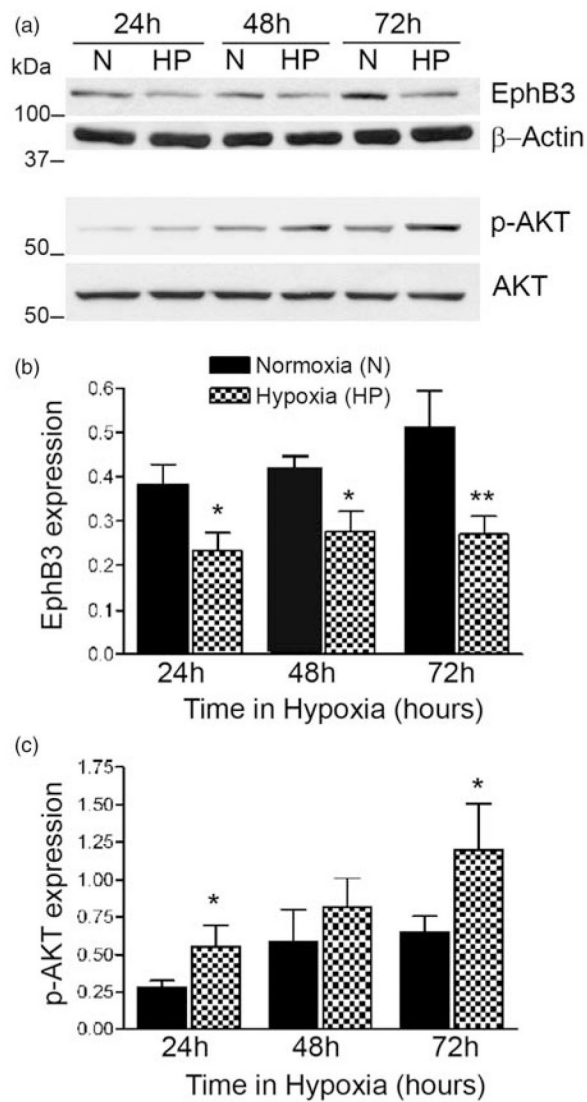 (a)
24h 48h 72h
kDa N HP N HP N HP
EphB3
100
β-Actin
37
p-AKT
50
AKT
50
(b)
Normoxia (N)
Hypoxia (HP)
EphB3 expression
0.6
0.5
0.4
0.3
0.2
0.1
0.0
* * **
24h 48h 72h
Time in Hypoxia (hours)
(c)
p-AKT expression
1.75
1.50
1.25
1.00
0.75
0.50
0.25
0.00
* *
24h 48h 72h
Time in Hypoxia (hours)